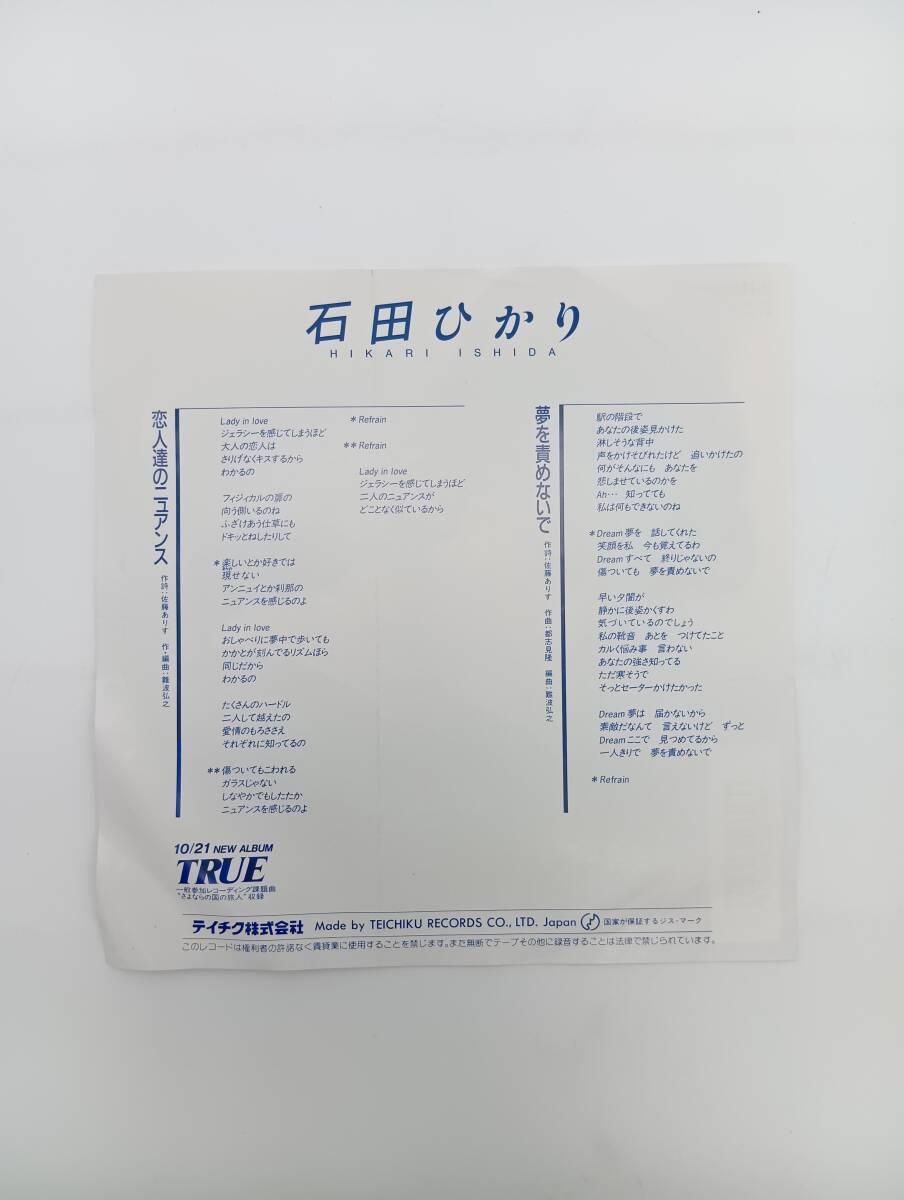 石田ひかり
HIKARI ISHIDA
恋人達のニュアンス
作詩:佐藤ありす 作・編曲:難波弘之
Lady in love
ジェラシーを感じてしまうほど
大人の恋人は
さりげなくキスするから
わかるの
フィジィカルの扉の
向う側いるのね
ふざけあう仕草にも
ドキッとねしたりして
*楽しいとか好きでは
現せない
アンニュイとか刹那の
ニュアンスを感じるのよ
Lady in love
おしゃべりに夢中で歩いても
かかとが刻んでるリズムほら
同じだから
わかるの
たくさんのハードル
二人して越えたの
愛情のもろささえ
それぞれに知ってるの
**傷ついてもこわれる
ガラスじゃない
しなやかでもしたたか
ニュアンスを感じるのよ
*Refrain
**Refrain
Lady in love
ジェラシーを感じてしまうほど
二人のニュアンスが
どことなく似ているから
夢を責めないで
作詩:佐藤ありす 作曲:都志見隆 編曲:難波弘之
駅の階段で
あなたの後姿見かけた
淋しそうな背中
声をかけそびれたけど 追いかけたの
何がそんなにも あなたを
悲しませているのかを
Ah… 知ってても
私は何もできないのね
*Dream夢を 話してくれた
笑顔を私 今も覚えてるわ
Dreamすべて 終りじゃないの
傷ついても 夢を責めないで
早い夕闇が
静かに後姿かくすわ
気づいているのでしょう
私の靴音 あとを つけてたこと
カルく悩み事 言わない
あなたの強さ知ってる
ただ寒そうで
そっとセーターかけたかった
Dream夢は 届かないから
素敵だなんて 言えないけど ずっと
Dreamここで 見つめてるから
一人きりで 夢を責めないで
*Refrain
10/21 NEW ALBUM
TRUE
一般参加レコーディング課題曲
"さよならの国の旅人"収録
テイチク株式会社 Made by TEICHIKU RECORDS CO., LTD. Japan 国家が保証するジス・マーク
このレコードは権利者の許諾なく賃貸業に使用することを禁じます。また無断でテープその他に録音することは法律で禁じられています。